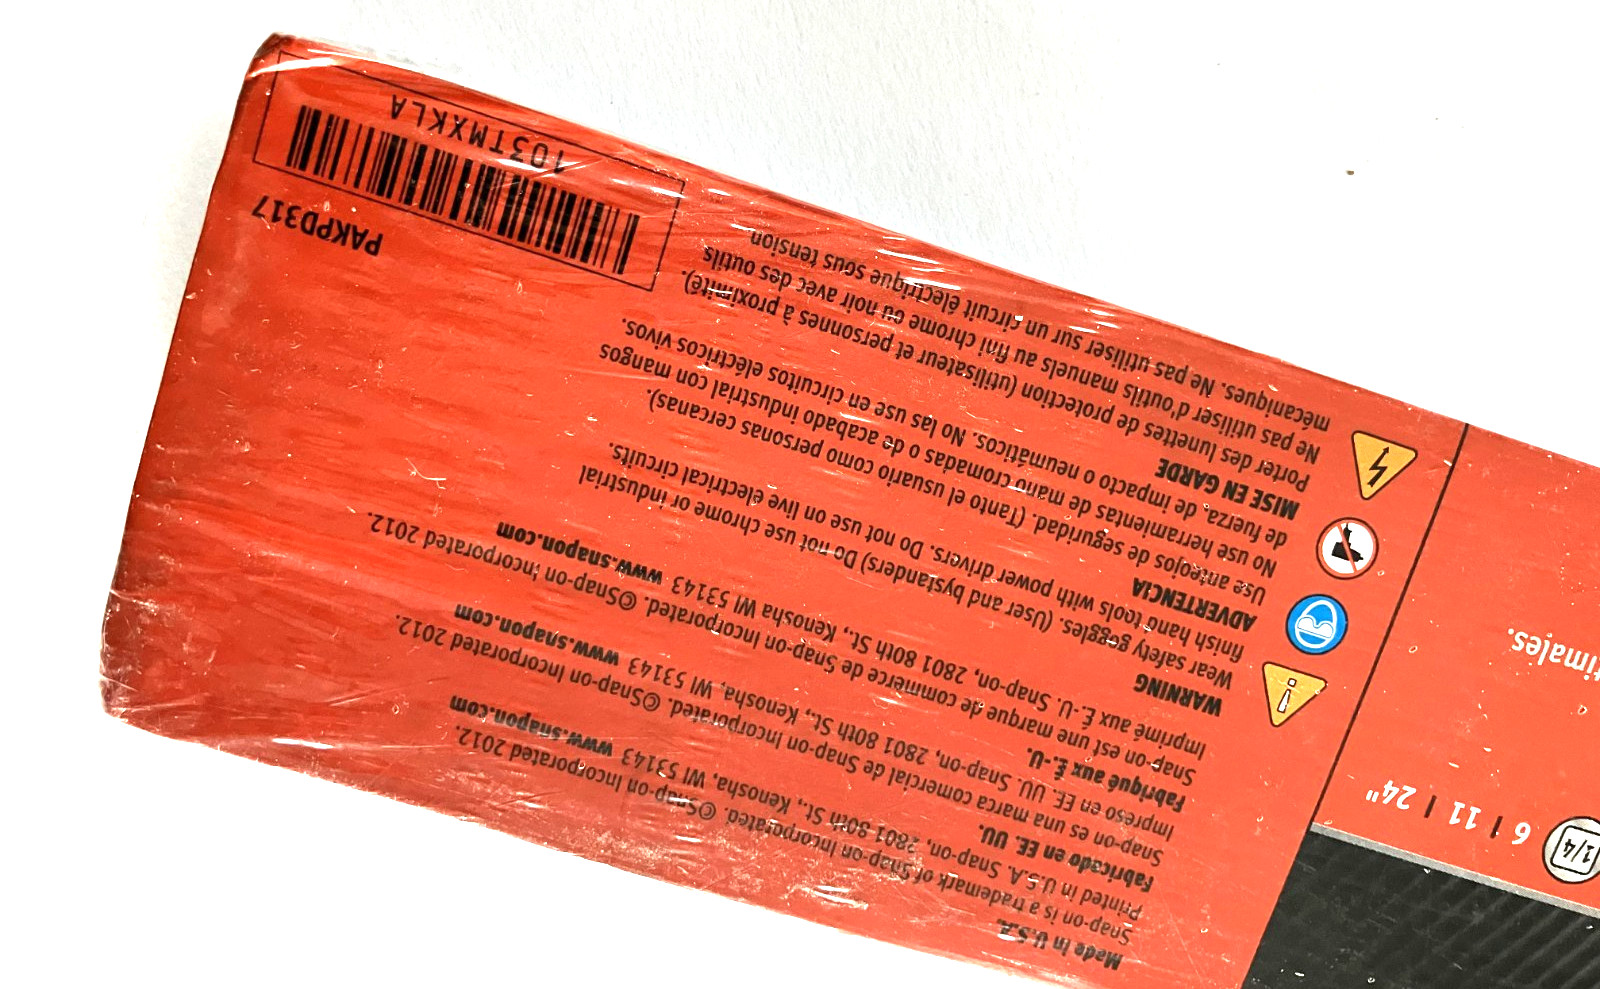 Made in U.S.A.
Snap-on is a trademark of Snap-on Incorporated. ©Snap-on Incorporated 2012.
Printed in U.S.A. Snap-on, 2801 80th St., Kenosha, WI 53143 www.snapon.com
Fabricado en EE. UU.
Snap-on es una marca comercial de Snap-on Incorporated. ©Snap-on Incorporated 2012.
Impreso en EE. UU. Snap-on, 2801 80th St., Kenosha, WI 53143 www.snapon.com
Fabriqué aux É.-U.
Snap-on est une marque de commerce de Snap-on Incorporated. ©Snap-on Incorporated 2012.
Imprimé aux É.-U. Snap-on, 2801 80th St., Kenosha WI 53143 www.snapon.com
WARNING
Wear safety goggles. (User and bystanders) Do not use chrome or industrial
finish hand tools with power drivers. Do not use on live electrical circuits.
ADVERTENCIA
Use anteojos de seguridad. (Tanto el usuario como personas cercanas).
No use herramientas de mano cromadas o de acabado industrial con mangos
de fuerza, de impacto o neumáticos. No las use en circuitos eléctricos vivos.
MISE EN GARDE
Porter des lunettes de protection (utilisateur et personnes à proximité).
Ne pas utiliser d'outils manuels au fini chrome ou noir avec des outils
mécaniques. Ne pas utiliser sur un circuit électrique sous tension.
PAKPD317
103TMXKLA
1/4
6 | 11 | 24"